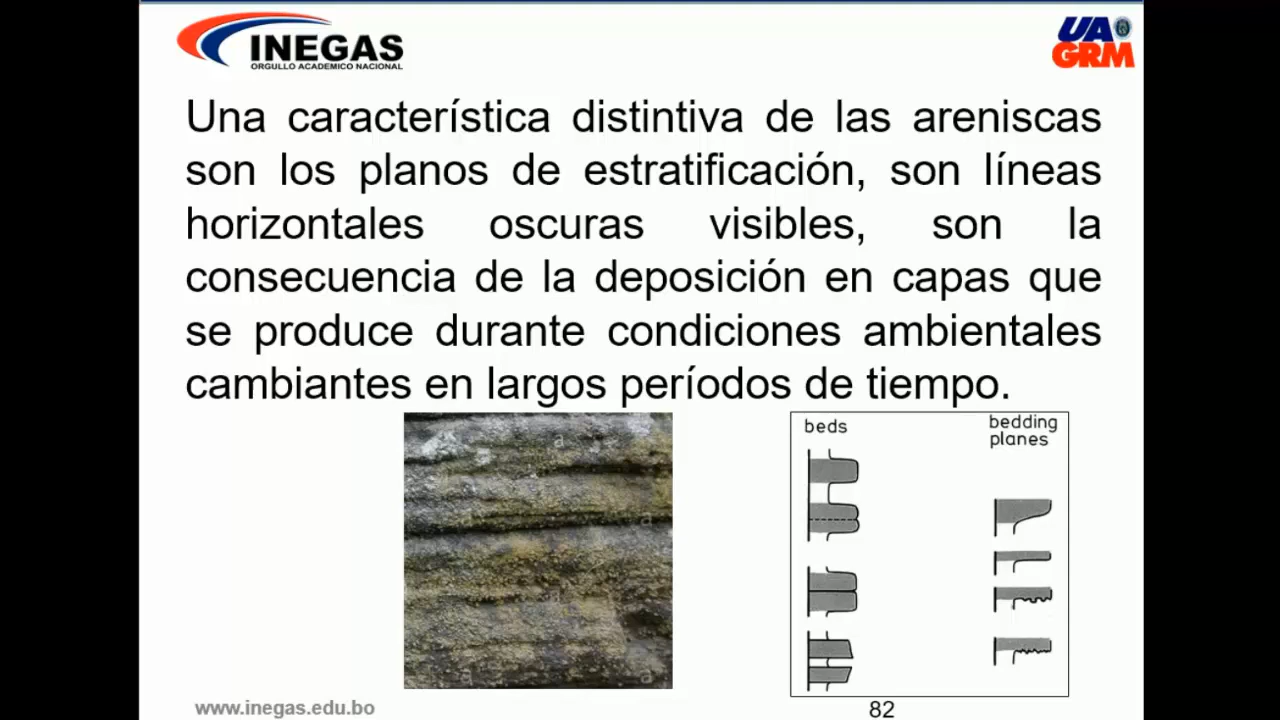 INEGAS
ORGULLO ACADEMICO NACIONAL
UA
GRM
Una característica distintiva de las areniscas
son los planos de estratificación, son líneas
horizontales oscuras visibles, son la
consecuencia de la deposición en capas que
se produce durante condiciones ambientales
cambiantes en largos períodos de tiempo.
a
a
a
a
a
beds
bedding
planes
www.inegas.edu.bo
82